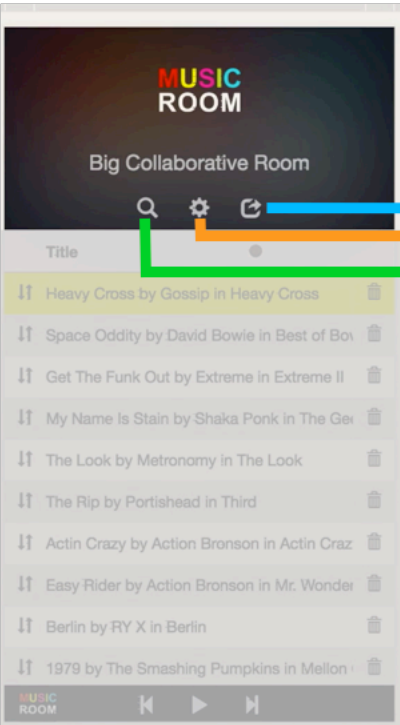 MUSIC
ROOM
Big Collaborative Room
Title
Heavy Cross by Gossip in Heavy Cross
Space Oddity by David Bowie in Best of Bov
Get The Funk Out by Extreme in Extreme II
My Name Is Stain by Shaka Ponk in The Gee
The Look by Metronomy in The Look
The Rip by Portishead in Third
Actin Crazy by Action Bronson in Actin Craz
Easy Rider by Action Bronson in Mr. Wonder
Berlin by RY X in Berlin
1979 by The Smashing Pumpkins in Mellon
MUSIC
ROOM